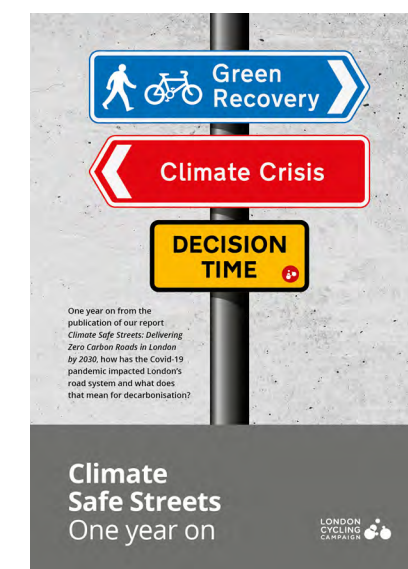 Green
Recovery
Climate Crisis
DECISION
TIME
One year on from the
publication of our report
Climate Safe Streets: Delivering
Zero Carbon Roads in London
by 2030, how has the Covid-19
pandemic impacted London's
road system and what does
that mean for decarbonisation?
Climate
Safe Streets
One year on
LONDON
CYCLING
CAMPAIGN